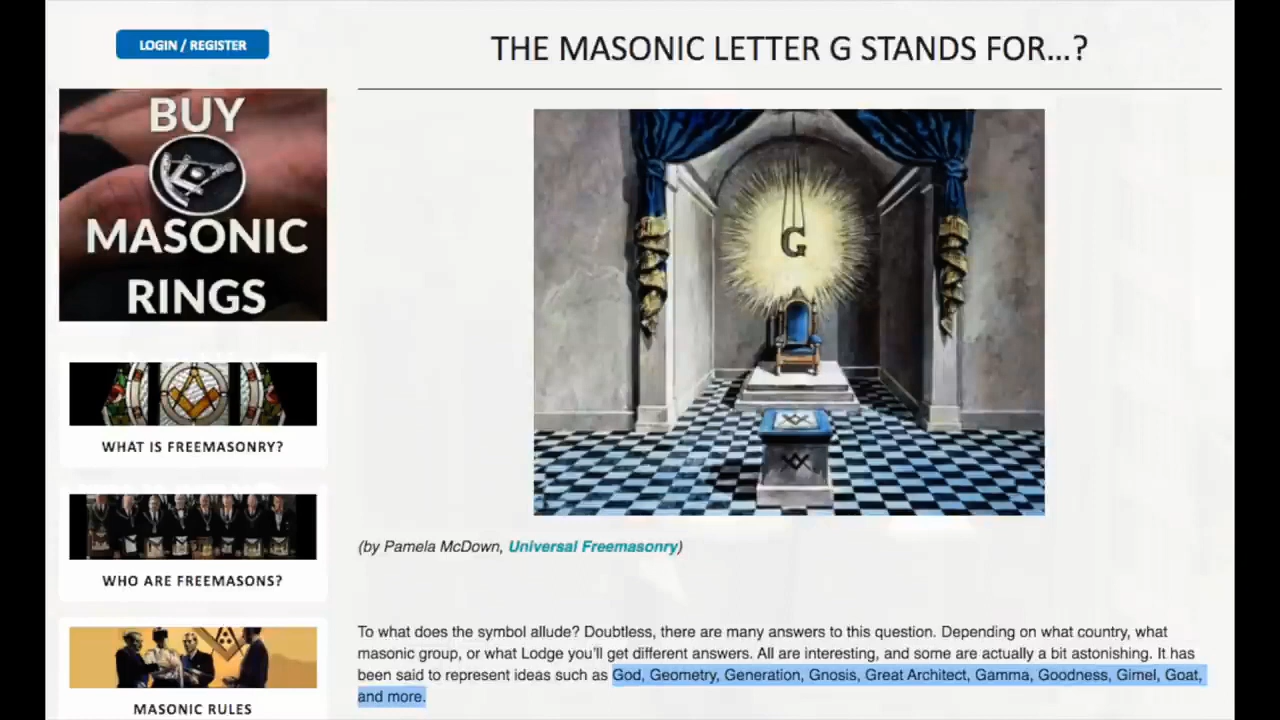 LOGIN / REGISTER
THE MASONIC LETTER G STANDS FOR...?
BUY
MASONIC
RINGS
G
WHAT IS FREEMASONRY?
WHO ARE FREEMASONS?
MASONIC RULES
(by Pamela McDown, Universal Freemasonry)
To what does the symbol allude? Doubtless, there are many answers to this question. Depending on what country, what
masonic group, or what Lodge you'll get different answers. All are interesting, and some are actually a bit astonishing. It has
been said to represent ideas such as God, Geometry, Generation, Gnosis, Great Architect, Gamma, Goodness, Gimel, Goat,
and more.